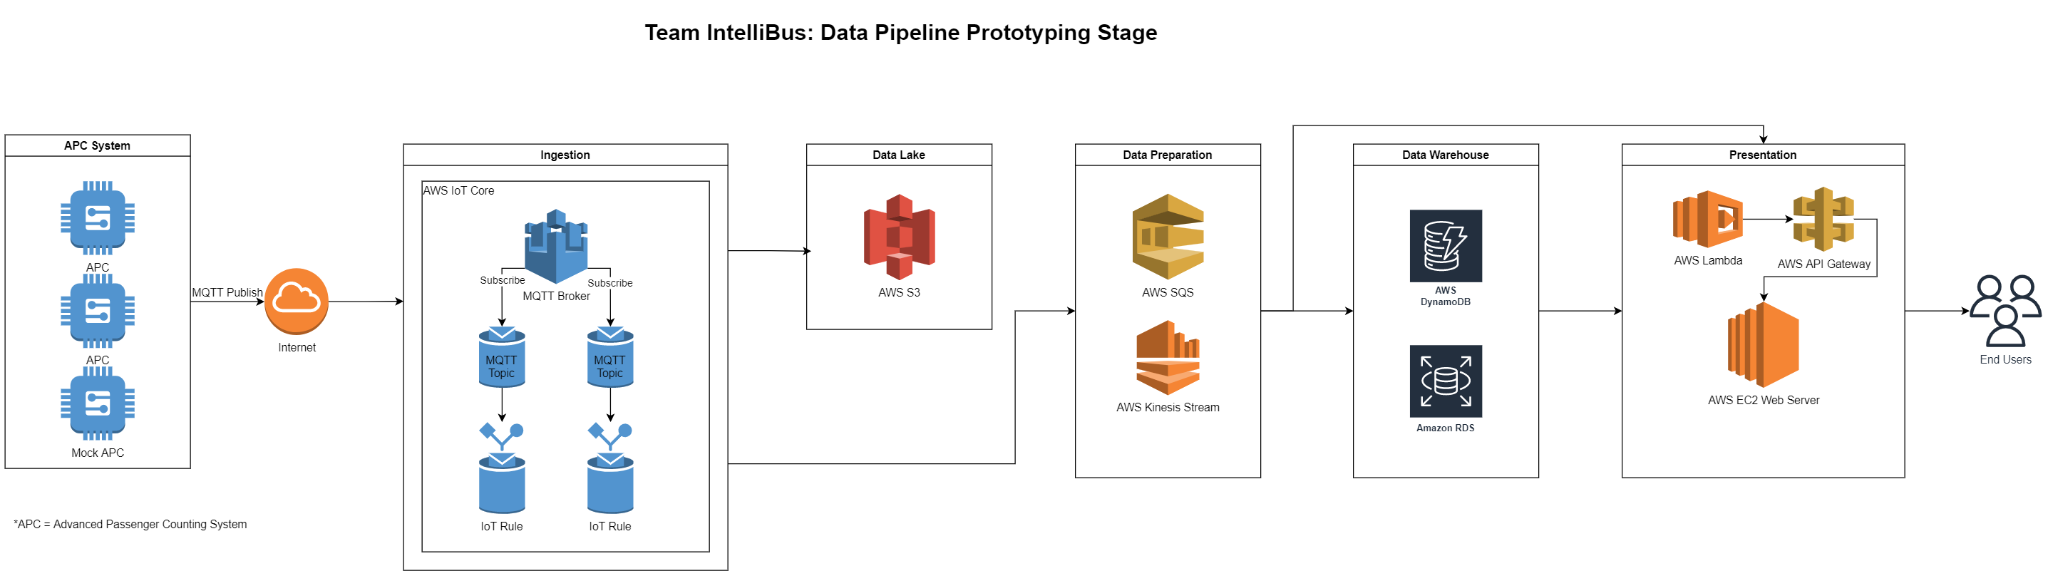 Team IntelliBus: Data Pipeline Prototyping Stage
APC System
APC
APC
Mock APC
*APC = Advanced Passenger Counting System
MQTT Publish
Internet
Ingestion
AWS IoT Core
Subscribe
Subscribe
MQTT Broker
MQTT
Topic
MQTT
Topic
IoT Rule
IoT Rule
Data Lake
AWS S3
Data Preparation
AWS SQS
AWS Kinesis Stream
Data Warehouse
AWS
DynamoDB
Amazon RDS
Presentation
AWS Lambda
AWS API Gateway
AWS EC2 Web Server
End Users